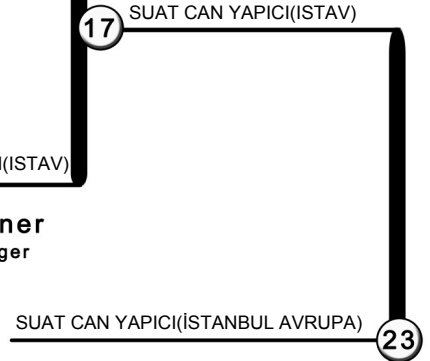 SUAT CAN YAPICI(ISTAV)
17
(ISTAV)
ner
ger
SUAT CAN YAPICI(İSTANBUL AVRUPA)
23